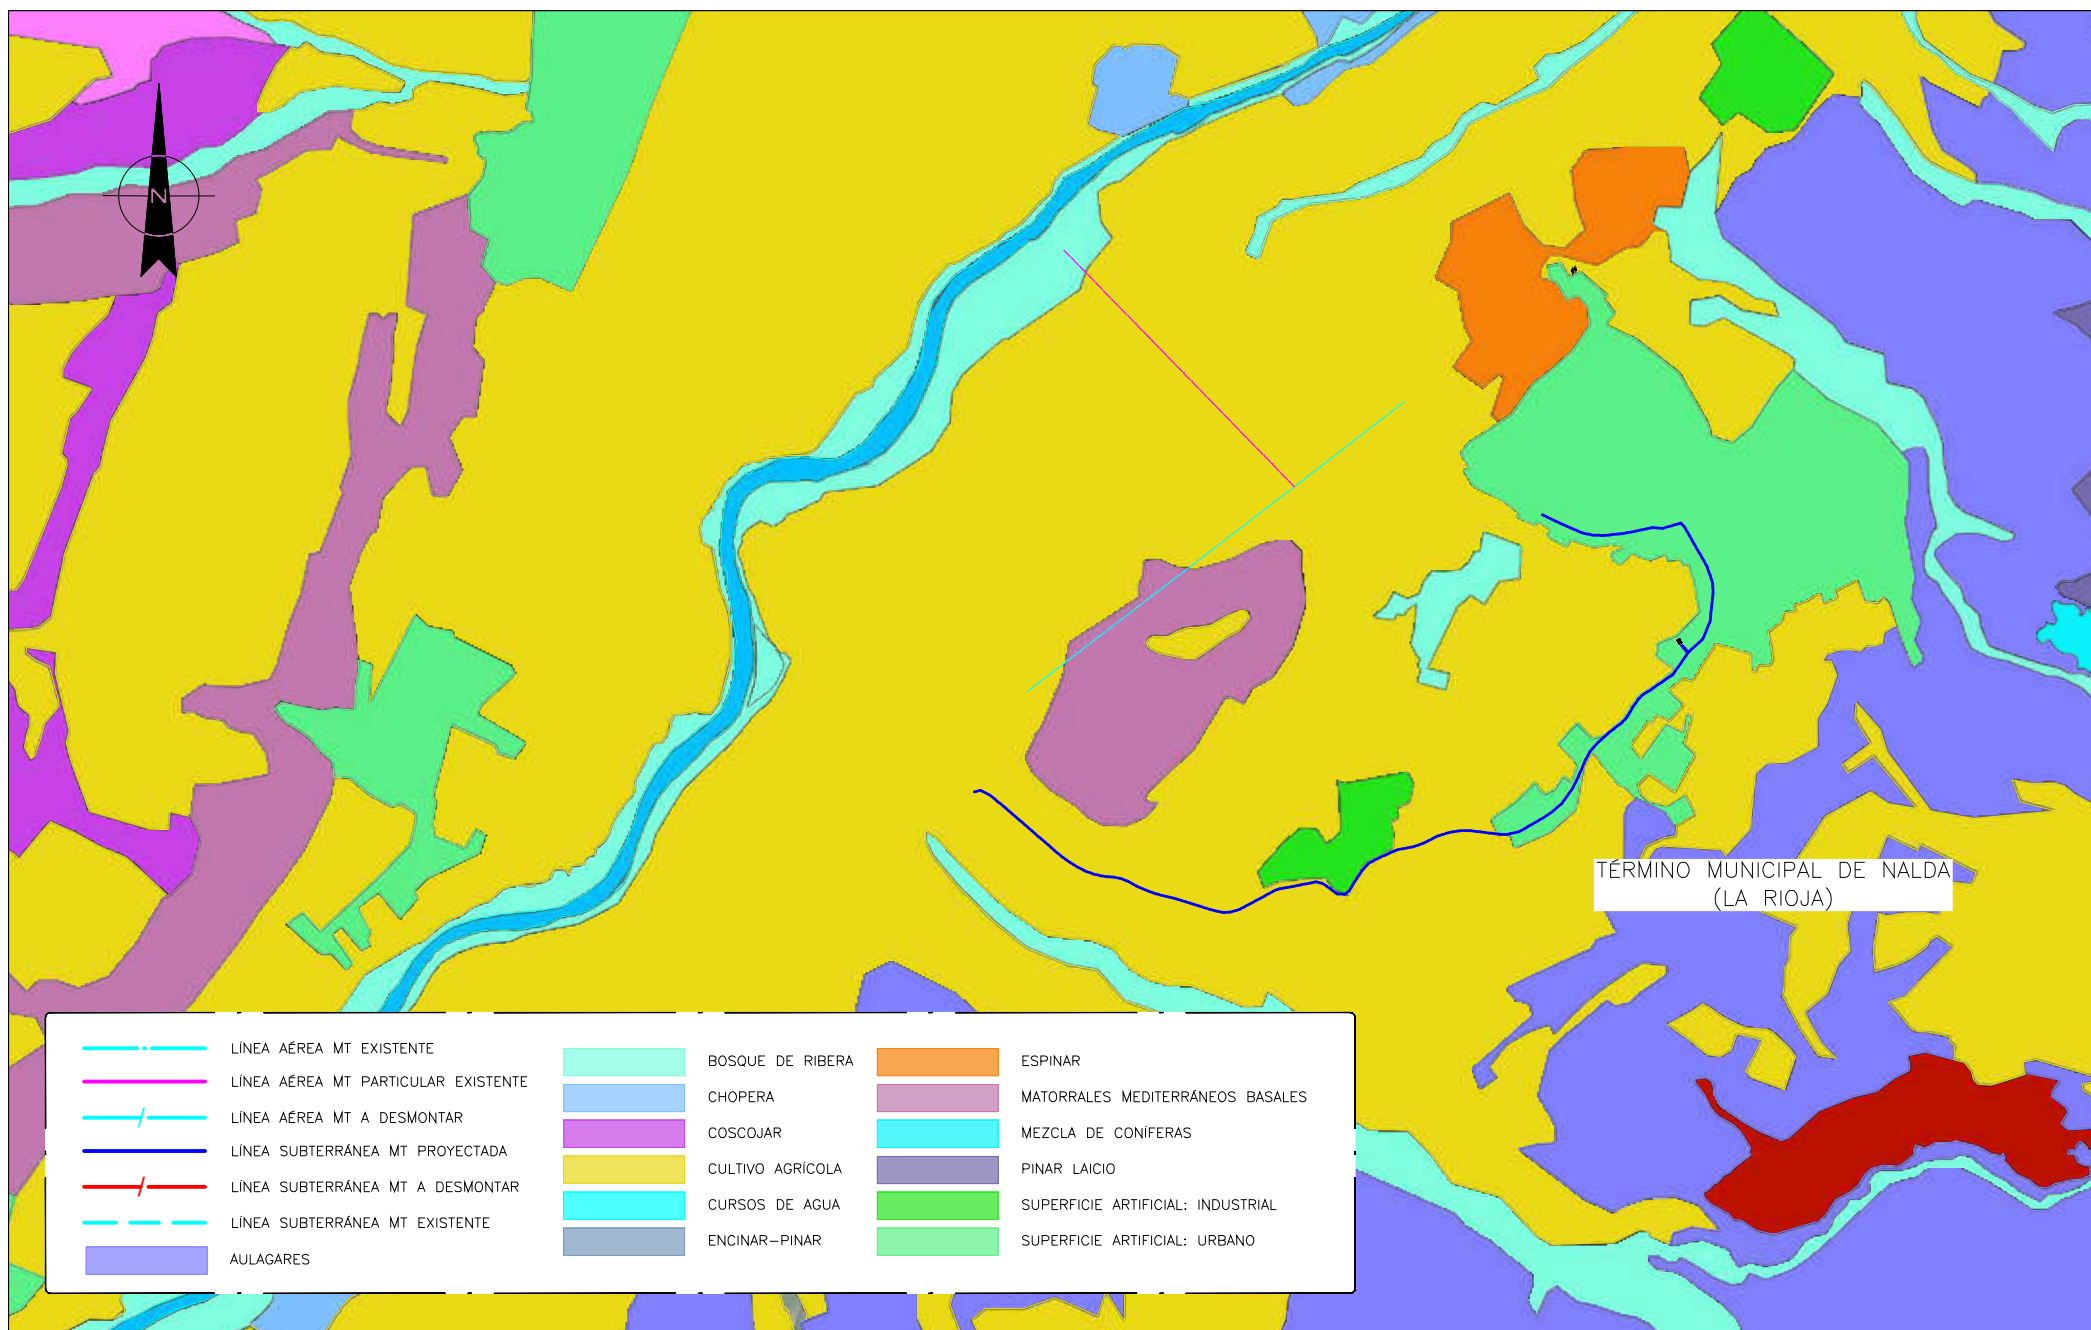 N
TÉRMINO MUNICIPAL DE NALDA
(LA RIOJA)
LÍNEA AÉREA MT EXISTENTE
LÍNEA AÉREA MT PARTICULAR EXISTENTE
LÍNEA AÉREA MT A DESMONTAR
LÍNEA SUBTERRÁNEA MT PROYECTADA
LÍNEA SUBTERRÁNEA MT A DESMONTAR
LÍNEA SUBTERRÁNEA MT EXISTENTE
AULAGARES
BOSQUE DE RIBERA
CHOPERA
COSCOJAR
CULTIVO AGRÍCOLA
CURSOS DE AGUA
ENCINAR-PINAR
ESPINAR
MATORRALES MEDITERRÁNEOS BASALES
MEZCLA DE CONÍFERAS
PINAR LAICIO
SUPERFICIE ARTIFICIAL: INDUSTRIAL
SUPERFICIE ARTIFICIAL: URBANO